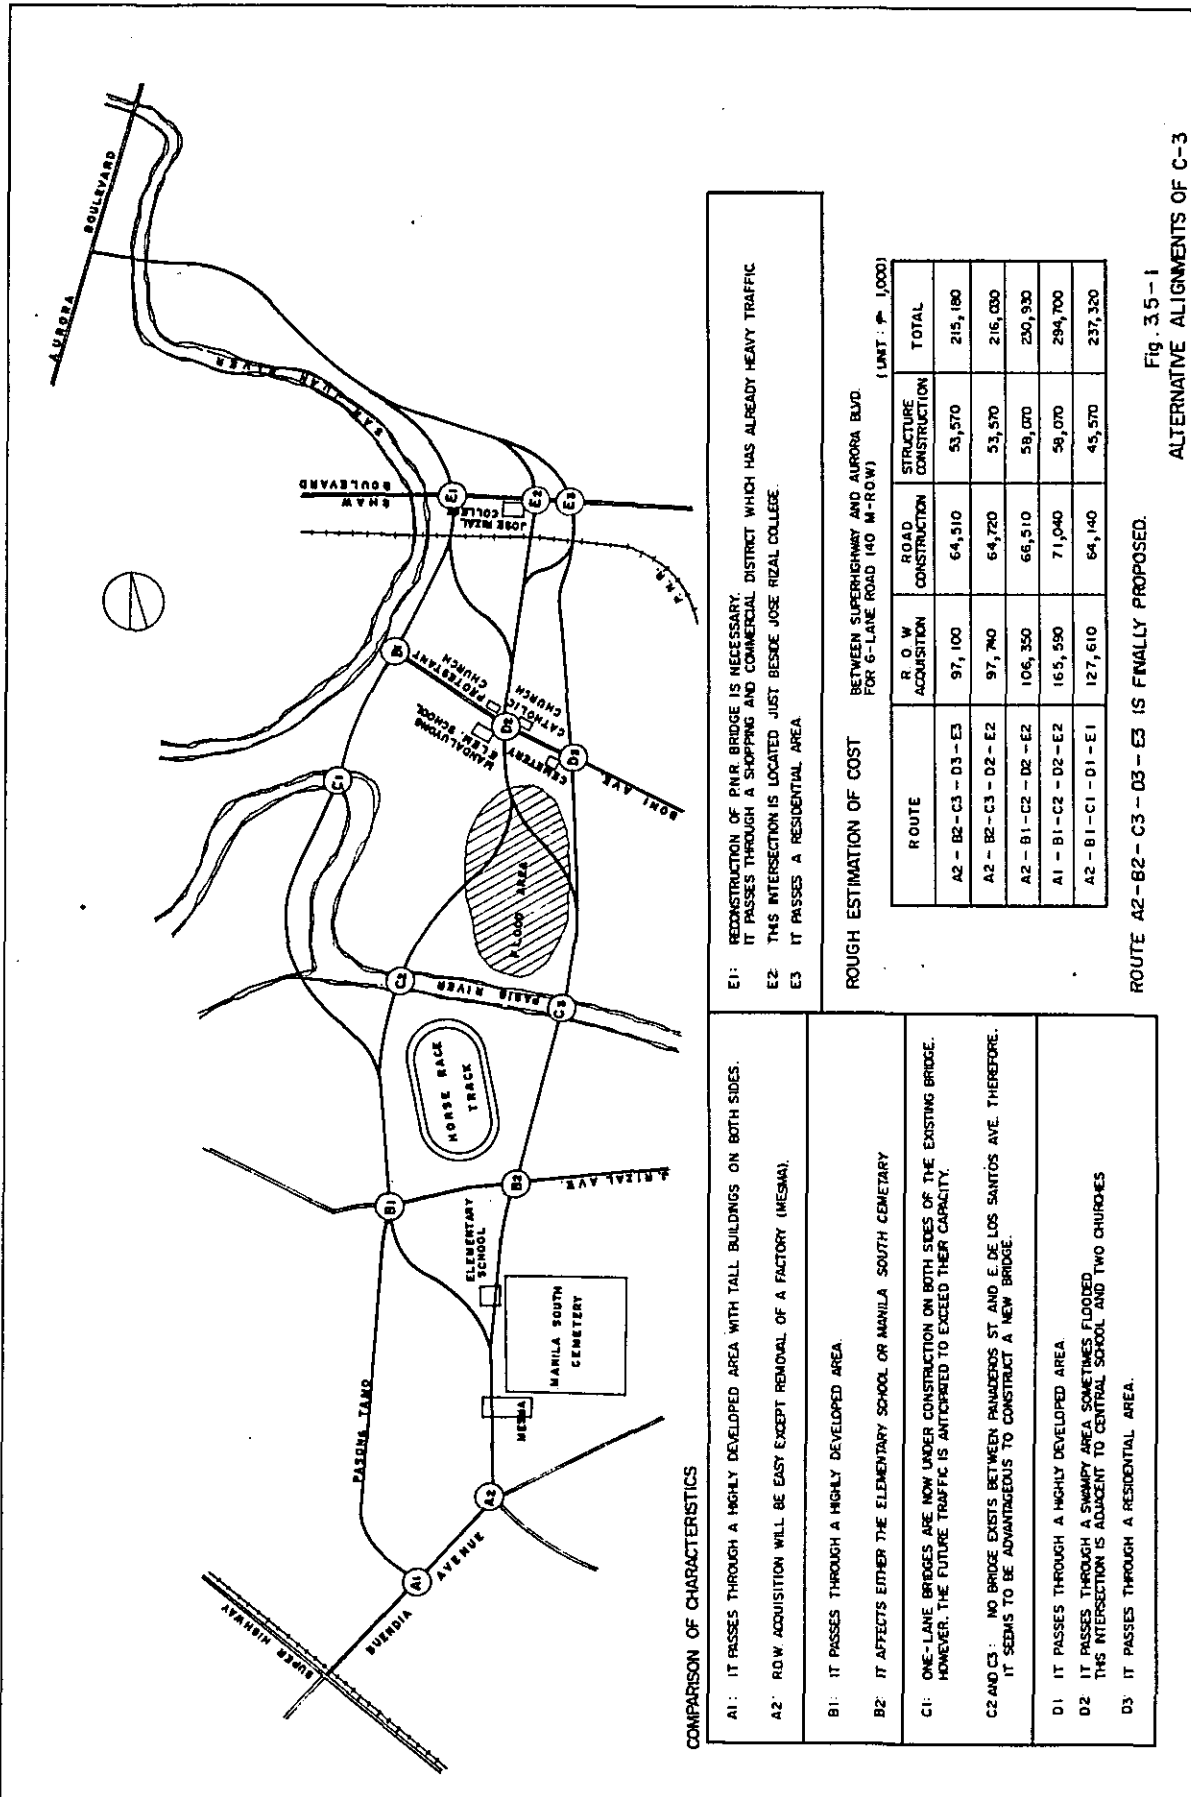 AURORA
BOULEVARD
SAN JUAN RIVER
SHAW
BOULEVARD
E1
E2
E3
JOSE RIZAL
COLLEGE
P.N.R.
PROTESTANT
CHURCH
CATHOLIC
CHURCH
MANDALUYONG
ELEM. SCHOOL
D2
CEMETERY
D3
BONI AVE.
C1
FLOOD AREA
C2
PASIG RIVER
C3
HORSE RACE
TRACK
B1
B2
J. RIZAL AVE.
ELEMENTARY
SCHOOL
MANILA SOUTH
CEMETERY
MESMA
PASONG TAMO
A2
A1
BUENDIA
AVENUE
SUPER HIGHWAY
COMPARISON OF CHARACTERISTICS
A1: IT PASSES THROUGH A HIGHLY DEVELOPED AREA WITH TALL BUILDINGS ON BOTH SIDES.
A2: R.O.W. ACQUISITION WILL BE EASY EXCEPT REMOVAL OF A FACTORY (MESMA).
B1: IT PASSES THROUGH A HIGHLY DEVELOPED AREA.
B2: IT AFFECTS EITHER THE ELEMENTARY SCHOOL OR MANILA SOUTH CEMETARY
C1: ONE-LANE BRIDGES ARE NOW UNDER CONSTRUCTION ON BOTH SIDES OF THE EXISTING BRIDGE.
HOWEVER, THE FUTURE TRAFFIC IS ANTICIPATED TO EXCEED THEIR CAPACITY.
C2 AND C3: NO BRIDGE EXISTS BETWEEN PANADEROS ST AND E. DE LOS SANTOS AVE. THEREFORE.
IT SEEMS TO BE ADVANTAGEOUS TO CONSTRUCT A NEW BRIDGE.
D1 IT PASSES THROUGH A HIGHLY DEVELOPED AREA.
D2 IT PASSES THROUGH A SWAMPY AREA SOMETIMES FLOODED
THIS INTERSECTION IS ADJACENT TO CENTRAL SCHOOL AND TWO CHURCHES
D3: IT PASSES THROUGH A RESIDENTIAL AREA.
E1: RECONSTRUCTION OF P.N.R. BRIDGE IS NECESSARY.
IT PASSES THROUGH A SHOPPING AND COMMERCIAL DISTRICT WHICH HAS ALREADY HEAVY TRAFFIC
E2: THIS INTERSECTION IS LOCATED JUST BESIDE JOSE RIZAL COLLEGE.
E3 IT PASSES A RESIDENTIAL AREA.
ROUGH ESTIMATION OF COST BETWEEN SUPERHIGHWAY AND AURORA BLVD.
FOR 6-LANE ROAD (40 M-R.O.W)
(UNIT : ₱ 1,000)
ROUTE R.O.W ACQUISITION ROAD CONSTRUCTION STRUCTURE CONSTRUCTION TOTAL
A2 - B2 - C3 - D3 - E3 97,100 64,510 53,570 215,180
A2 - B2 - C3 - D2 - E2 97,740 64,720 53,570 216,030
A2 - B1 - C2 - D2 - E2 106,350 66,510 58,070 230,930
A1 - B1 - C2 - D2 - E2 165,590 71,040 58,070 294,700
A2 - B1 - C1 - D1 - E1 127,610 64,140 45,570 237,320
ROUTE A2-B2-C3-D3-E3 IS FINALLY PROPOSED.
Fig. 3.5-1
ALTERNATIVE ALIGNMENTS OF C-3